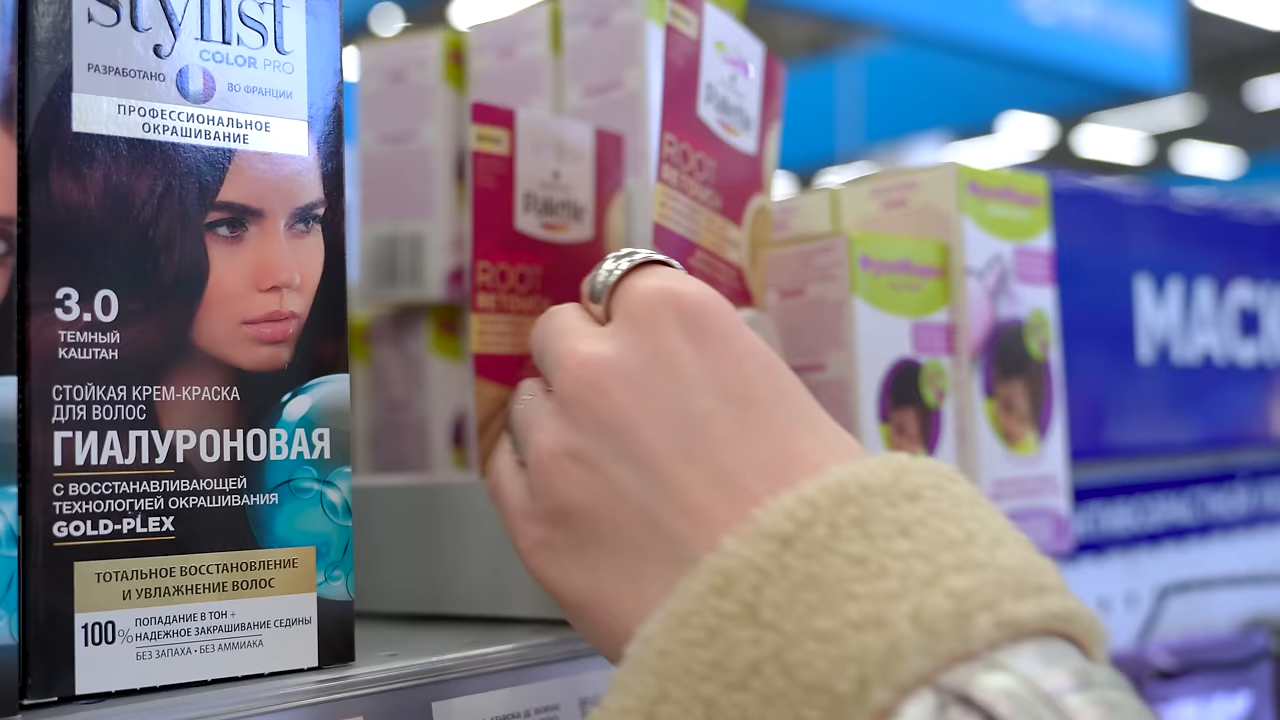 stylist
COLOR PRO
РАЗРАБОТАНО ВО ФРАНЦИИ
ПРОФЕССИОНАЛЬНОЕ
ОКРАШИВАНИЕ
3.0
ТЕМНЫЙ
КАШТАН
СТОЙКАЯ КРЕМ-КРАСКА
ДЛЯ ВОЛОС
ГИАЛУРОНОВАЯ
С ВОССТАНАВЛИВАЮЩЕЙ
ТЕХНОЛОГИЕЙ ОКРАШИВАНИЯ
GOLD-PLEX
ТОТАЛЬНОЕ ВОССТАНОВЛЕНИЕ
И УВЛАЖНЕНИЕ ВОЛОС
100% ПОПАДАНИЕ В ТОН +
НАДЕЖНОЕ ЗАКРАШИВАНИЕ СЕДИНЫ
БЕЗ ЗАПАХА • БЕЗ АММИАКА
Palette
ROOT
RETOUCH
Palette
ROOT
RETOUCH
МАСК